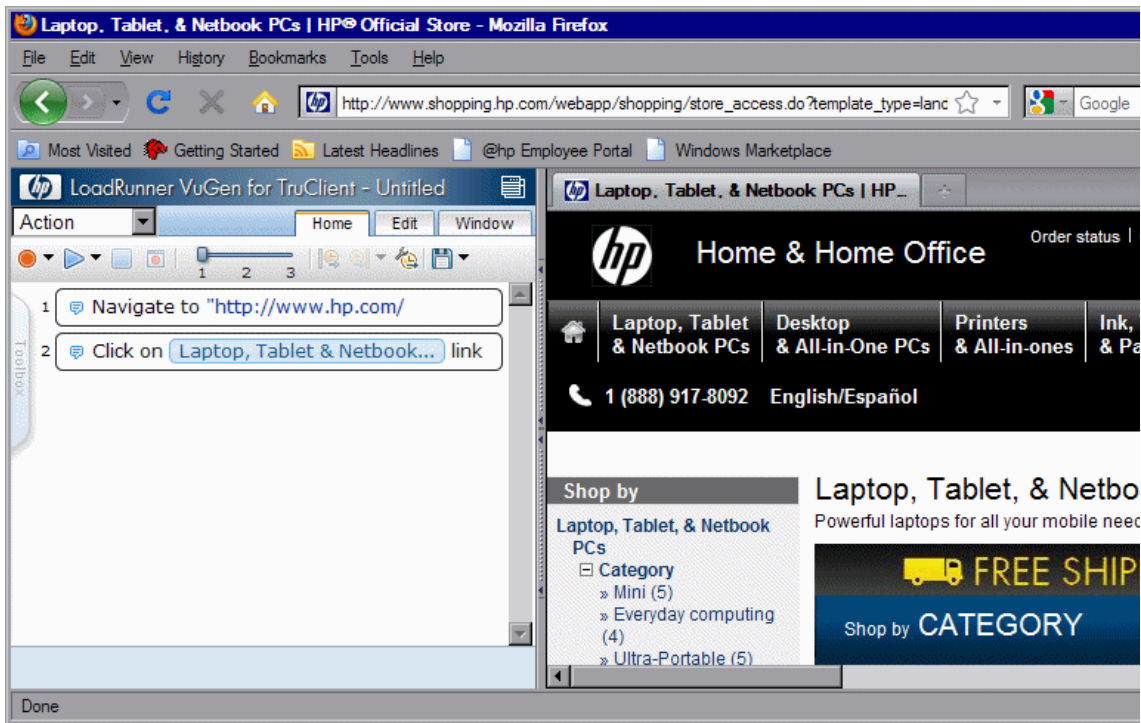 Laptop, Tablet, & Netbook PCs | HP® Official Store - Mozilla Firefox
File Edit View History Bookmarks Tools Help
http://www.shopping.hp.com/webapp/shopping/store_access.do?template_type=land
Google
Most Visited Getting Started Latest Headlines @hp Employee Portal Windows Marketplace
hp LoadRunner VuGen for TruClient - Untitled
Action
Home Edit Window
1 2 3
Toolbox
1 Navigate to "http://www.hp.com/
2 Click on Laptop, Tablet & Netbook... link
Laptop, Tablet, & Netbook PCs | HP...
hp Home & Home Office
Order status |
Laptop, Tablet & Netbook PCs
Desktop & All-in-One PCs
Printers & All-in-ones
Ink,
& Pa
1 (888) 917-8092 English/Español
Shop by
Laptop, Tablet, & Netbook
PCs
Category
» Mini (5)
» Everyday computing
(4)
» Ultra-Portable (5)
Laptop, Tablet, & Netbo
Powerful laptops for all your mobile need
FREE SHIP
Shop by CATEGORY
Done